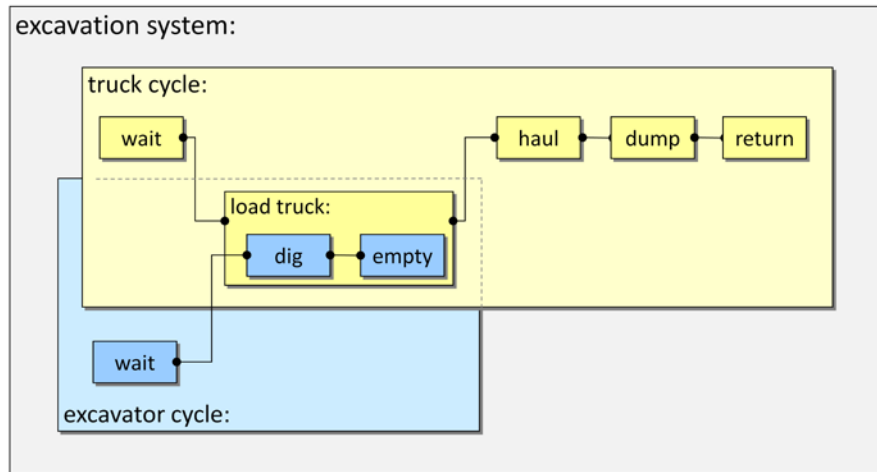 excavation system:
truck cycle:
wait
haul
dump
return
load truck:
dig
empty
wait
excavator cycle: